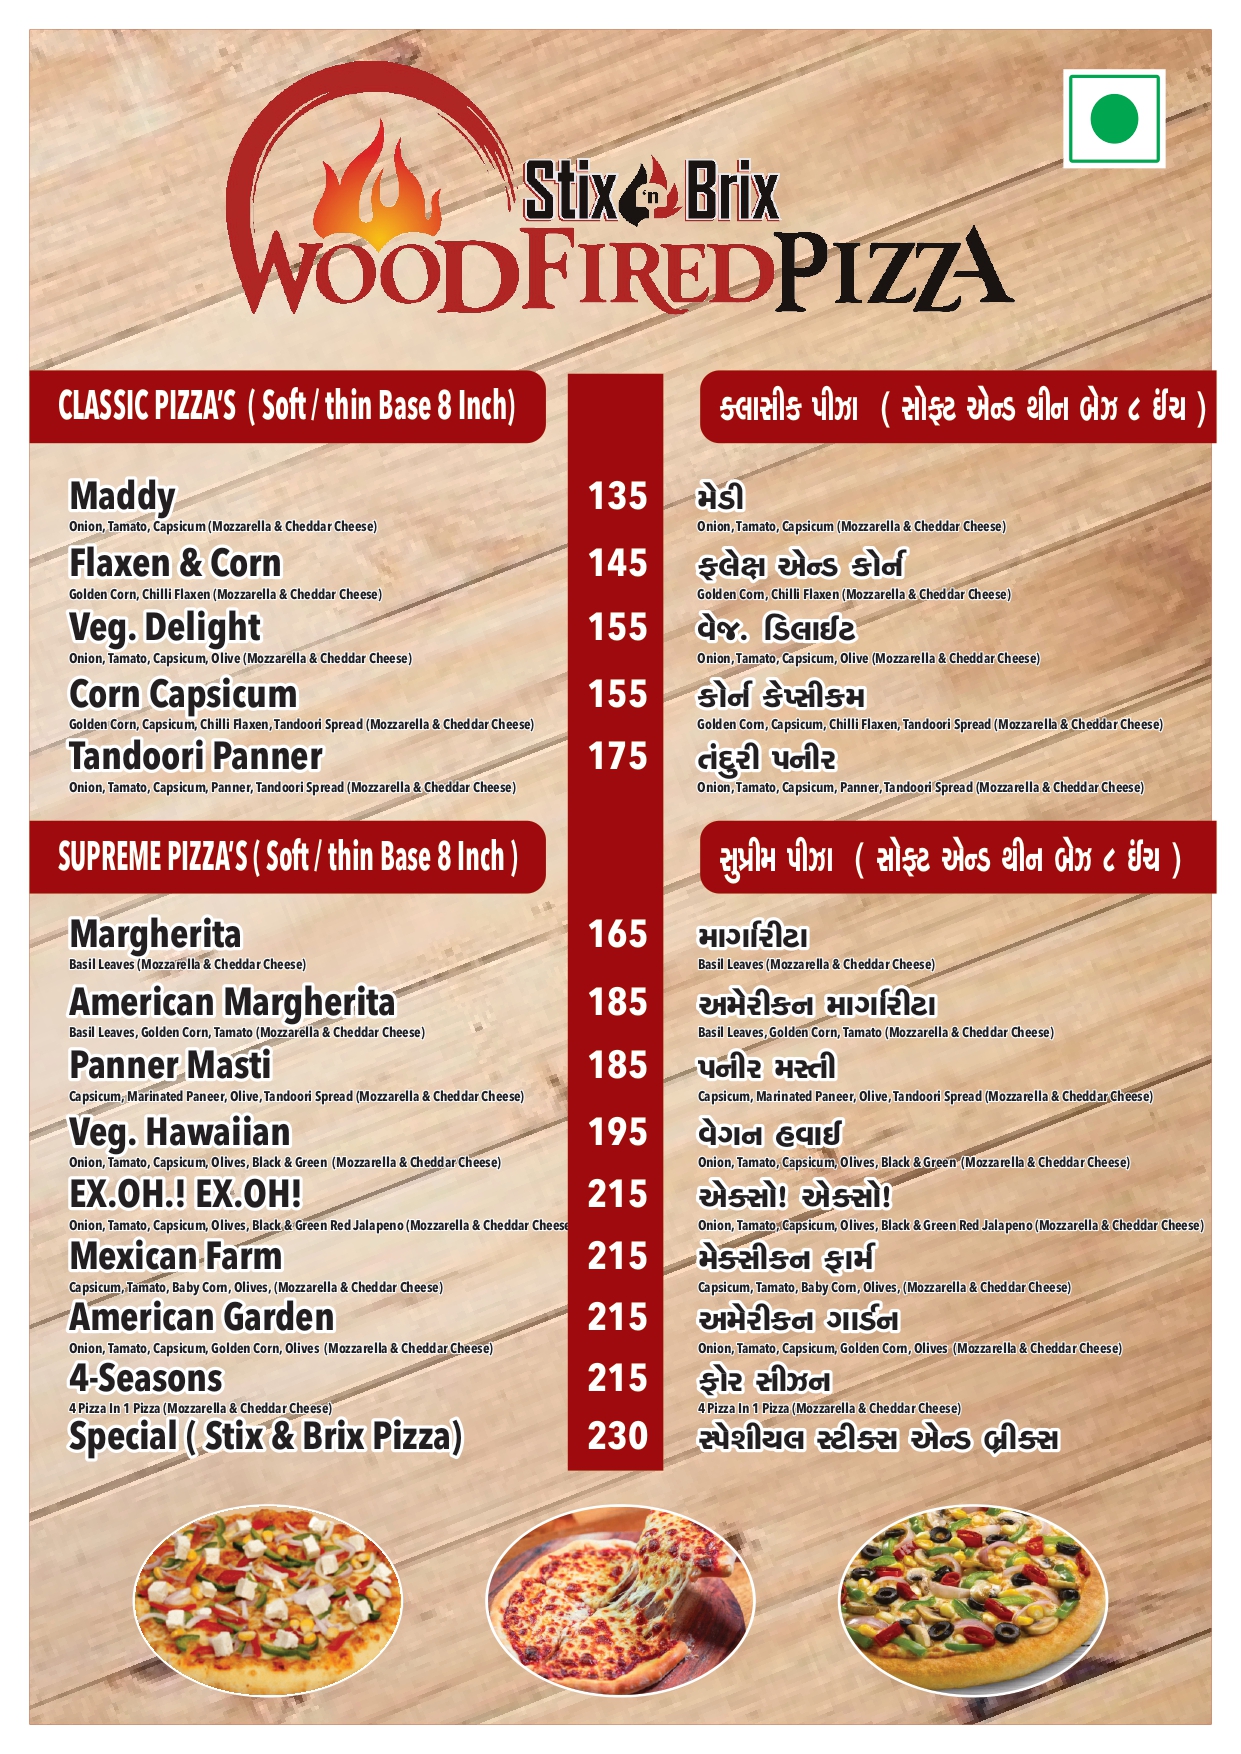 Stix 'n Brix
WOODFIREDPIZZA
CLASSIC PIZZA'S ( Soft / thin Base 8 Inch)
ક્લાસીક પીઝા ( સોફ્ટ એન્ડ થીન બેઝ ૮ ઈંચ )
Maddy 135 મેડી
Onion, Tamato, Capsicum (Mozzarella & Cheddar Cheese) Onion, Tamato, Capsicum (Mozzarella & Cheddar Cheese)
Flaxen & Corn 145 ફ્લેક્ષ એન્ડ કોર્ન
Golden Corn, Chilli Flaxen (Mozzarella & Cheddar Cheese) Golden Corn, Chilli Flaxen (Mozzarella & Cheddar Cheese)
Veg. Delight 155 વેજ. ડિલાઈટ
Onion, Tamato, Capsicum, Olive (Mozzarella & Cheddar Cheese) Onion, Tamato, Capsicum, Olive (Mozzarella & Cheddar Cheese)
Corn Capsicum 155 કોર્ન કેપ્સીકમ
Golden Corn, Capsicum, Chilli Flaxen, Tandoori Spread (Mozzarella & Cheddar Cheese) Golden Corn, Capsicum, Chilli Flaxen, Tandoori Spread (Mozzarella & Cheddar Cheese)
Tandoori Panner 175 તંદુરી પનીર
Onion, Tamato, Capsicum, Panner, Tandoori Spread (Mozzarella & Cheddar Cheese) Onion, Tamato, Capsicum, Panner, Tandoori Spread (Mozzarella & Cheddar Cheese)
SUPREME PIZZA'S ( Soft / thin Base 8 Inch )
સુપ્રીમ પીઝા ( સોફ્ટ એન્ડ થીન બેઝ ૮ ઈંચ )
Margherita 165 માર્ગારીટા
Basil Leaves (Mozzarella & Cheddar Cheese) Basil Leaves (Mozzarella & Cheddar Cheese)
American Margherita 185 અમેરીકન માર્ગારીટા
Basil Leaves, Golden Corn, Tamato (Mozzarella & Cheddar Cheese) Basil Leaves, Golden Corn, Tamato (Mozzarella & Cheddar Cheese)
Panner Masti 185 પનીર મસ્તી
Capsicum, Marinated Paneer, Olive, Tandoori Spread (Mozzarella & Cheddar Cheese) Capsicum, Marinated Paneer, Olive, Tandoori Spread (Mozzarella & Cheddar Cheese)
Veg. Hawaiian 195 વેગન હવાઈ
Onion, Tamato, Capsicum, Olives, Black & Green (Mozzarella & Cheddar Cheese) Onion, Tamato, Capsicum, Olives, Black & Green (Mozzarella & Cheddar Cheese)
EX.OH.! EX.OH! 215 એક્સો! એક્સો!
Onion, Tamato, Capsicum, Olives, Black & Green Red Jalapeno (Mozzarella & Cheddar Cheese Onion, Tamato, Capsicum, Olives, Black & Green Red Jalapeno (Mozzarella & Cheddar Cheese)
Mexican Farm 215 મેક્સીકન ફાર્મ
Capsicum, Tamato, Baby Corn, Olives, (Mozzarella & Cheddar Cheese) Capsicum, Tamato, Baby Corn, Olives, (Mozzarella & Cheddar Cheese)
American Garden 215 અમેરીકન ગાર્ડન
Onion, Tamato, Capsicum, Golden Corn, Olives (Mozzarella & Cheddar Cheese) Onion, Tamato, Capsicum, Golden Corn, Olives (Mozzarella & Cheddar Cheese)
4-Seasons 215 ફોર સીઝન
4 Pizza In 1 Pizza (Mozzarella & Cheddar Cheese) 4 Pizza In 1 Pizza (Mozzarella & Cheddar Cheese)
Special ( Stix & Brix Pizza) 230 સ્પેશીયલ સ્ટીક્સ એન્ડ બ્રીક્સ